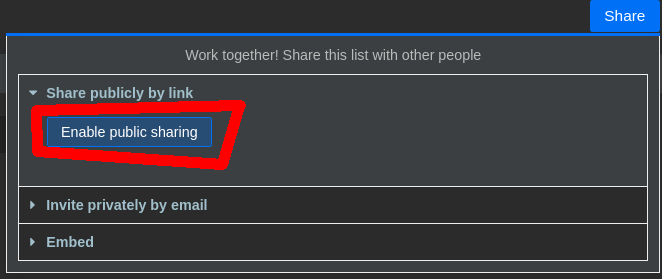 Share
Work together! Share this list with other people
Share publicly by link
Enable public sharing
Invite privately by email
Embed